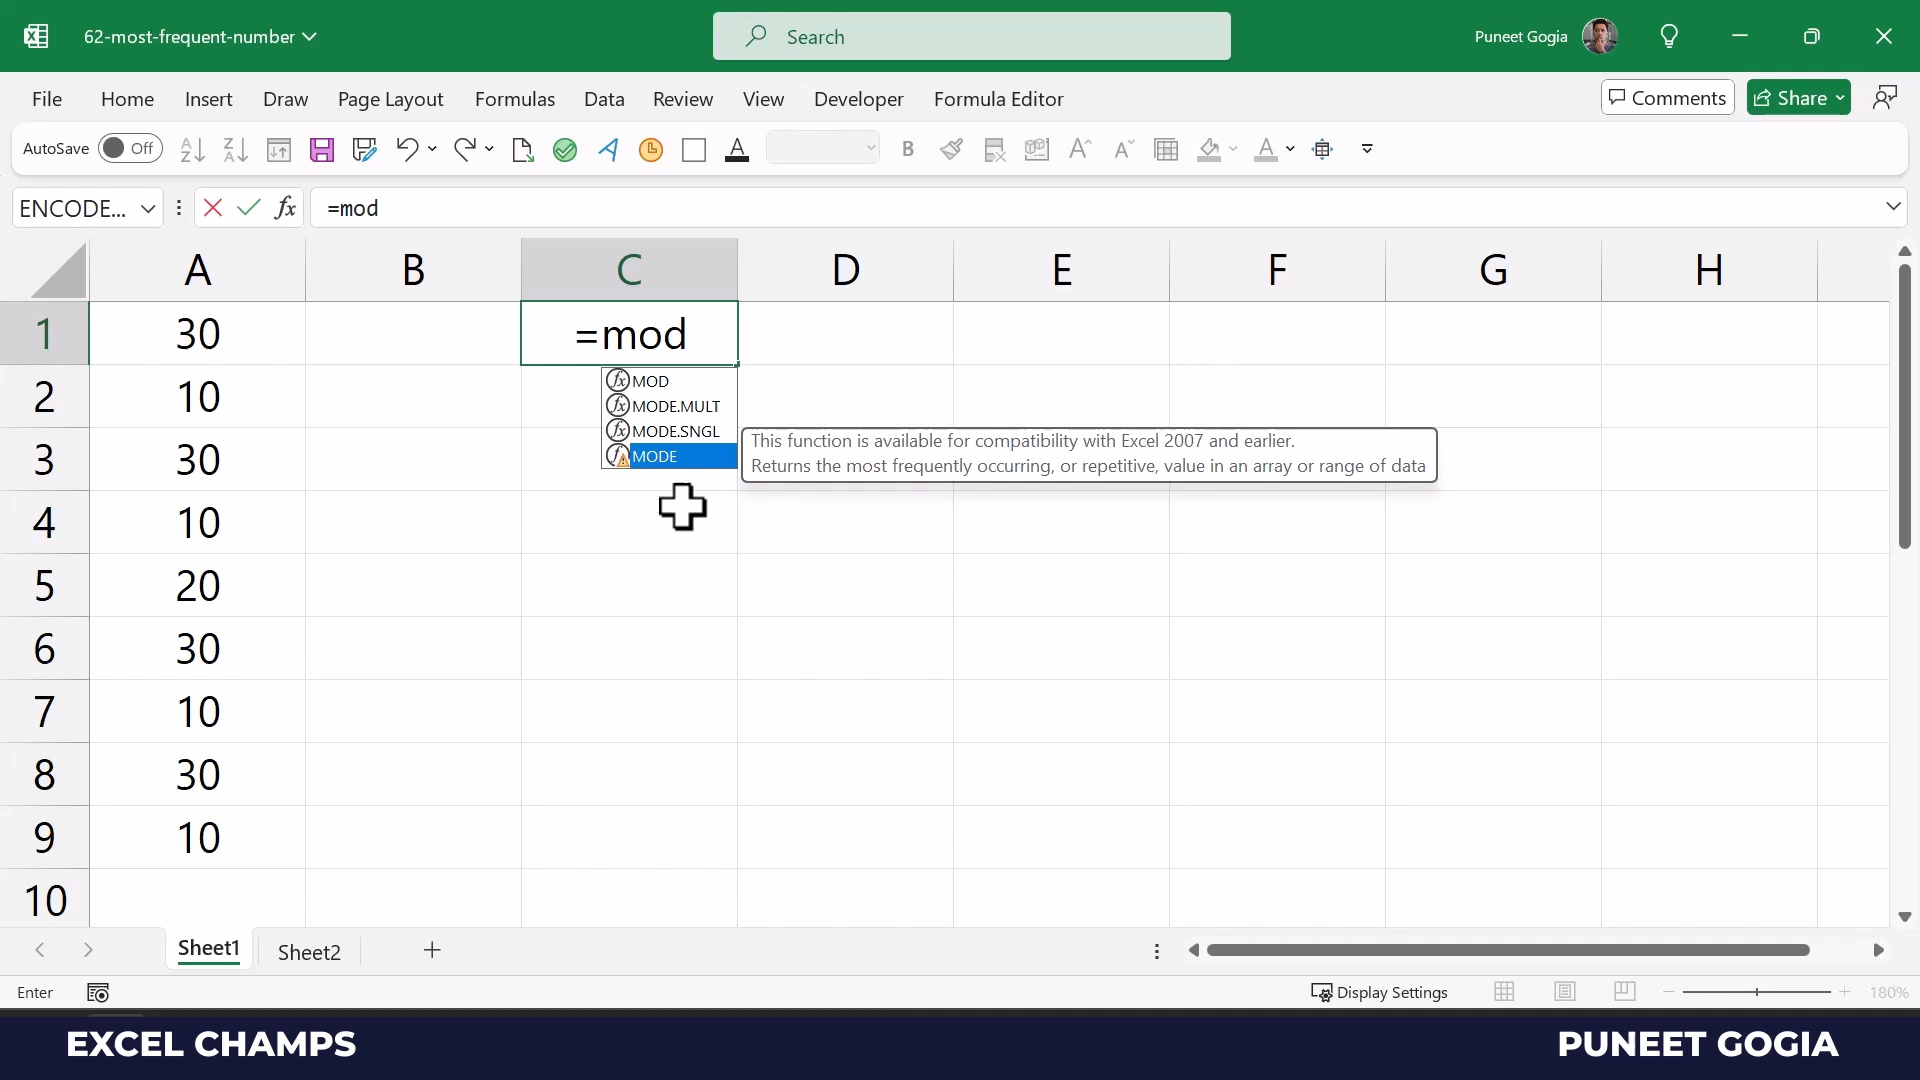 62-most-frequent-number
Search
Puneet Gogia
File Home Insert Draw Page Layout Formulas Data Review View Developer Formula Editor
Comments Share
AutoSave Off
ENCODE... fx =mod
A B C D E F G H
1 30 =mod
MOD
2 10
MODE.MULT
MODE.SNGL
MODE
This function is available for compatibility with Excel 2007 and earlier.
Returns the most frequently occurring, or repetitive, value in an array or range of data
3 30
4 10
5 20
6 30
7 10
8 30
9 10
10
Sheet1 Sheet2
Enter Display Settings 180%
EXCEL CHAMPS PUNEET GOGIA